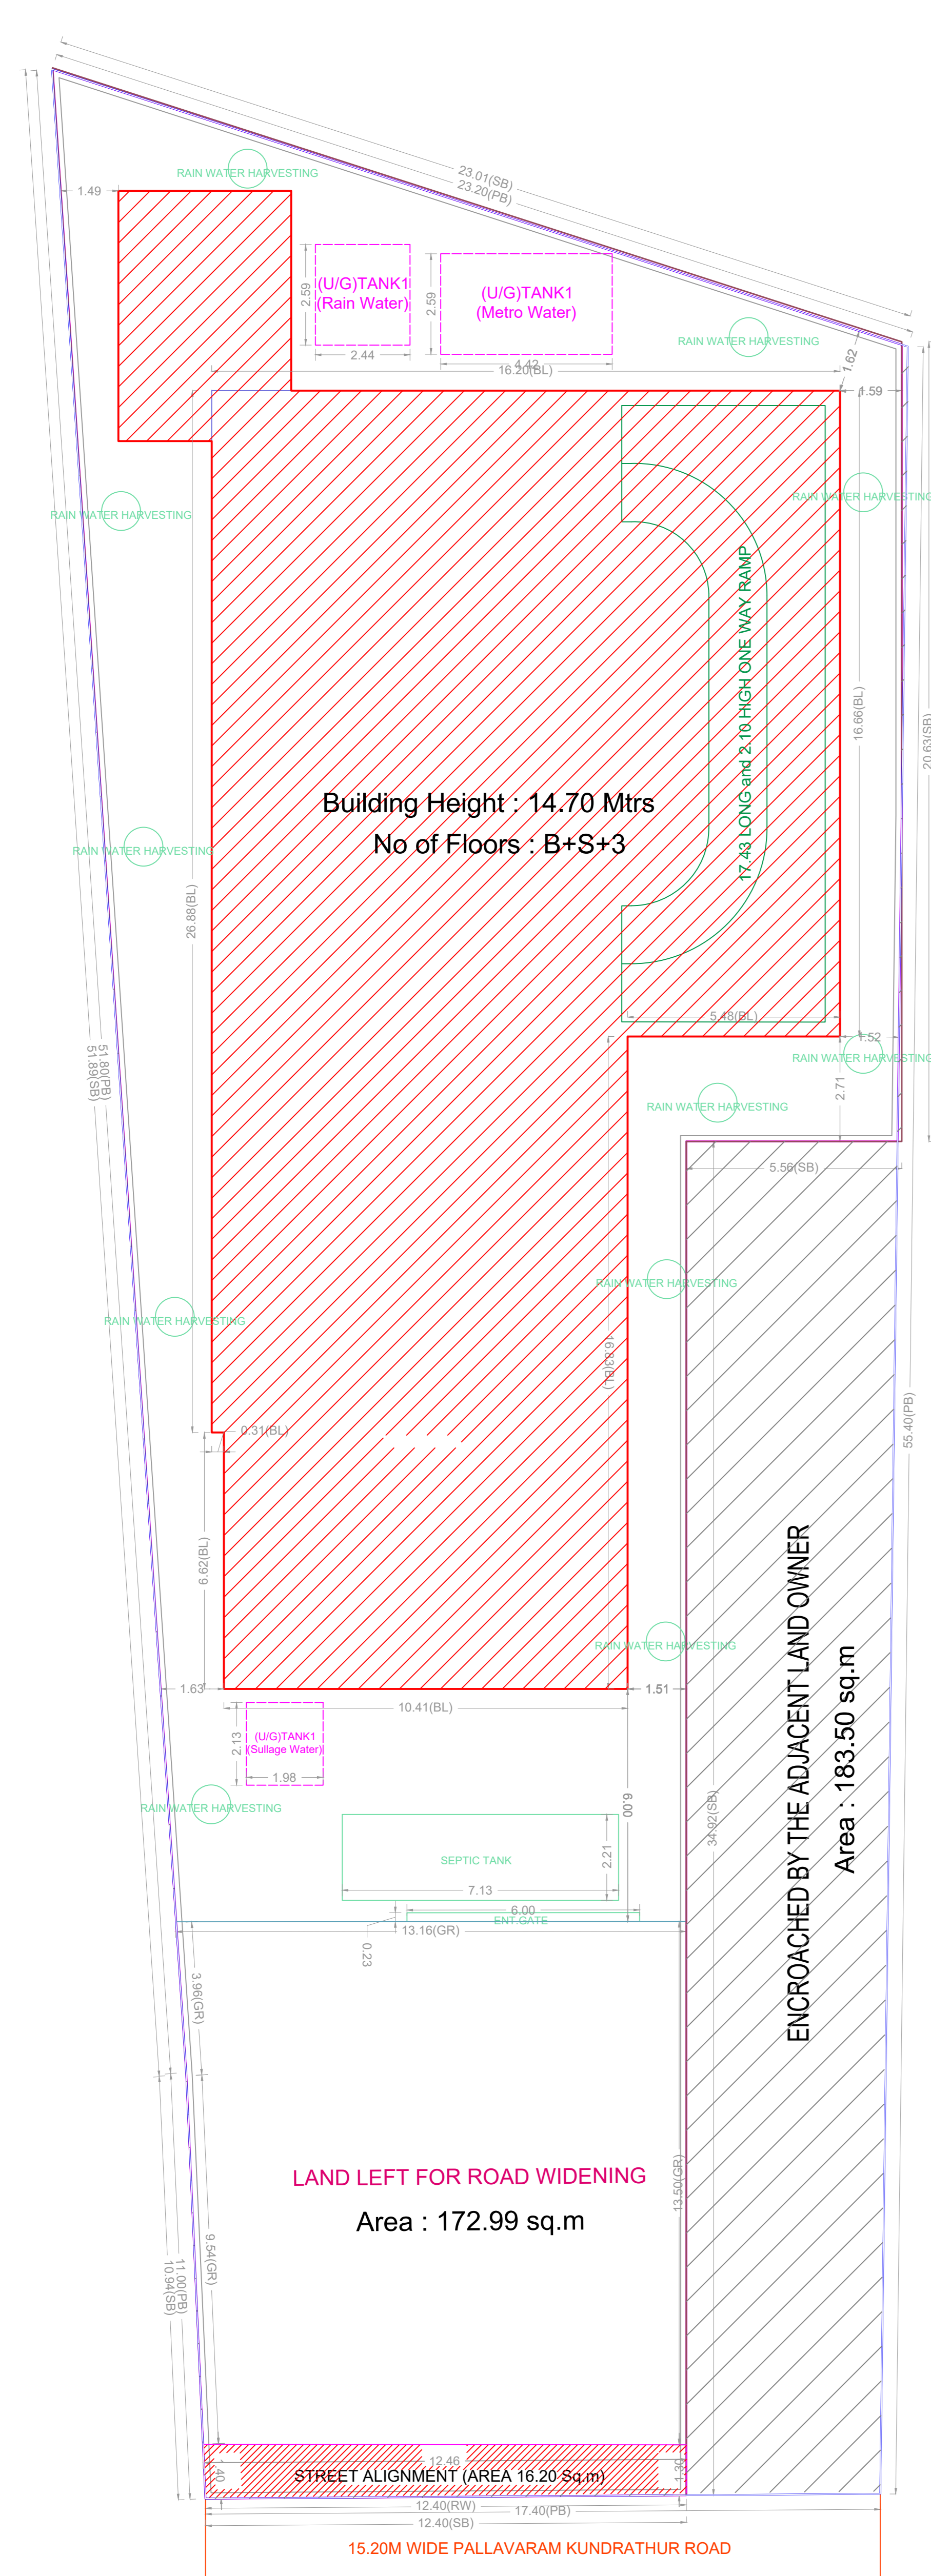 23.01(SB)
23.20(PB)
RAIN WATER HARVESTING
1.49
(U/G)TANK1
(Rain Water)
2.59
2.44
(U/G)TANK1
(Metro Water)
2.59
4.42
RAIN WATER HARVESTING
1.62
16.20(BL)
1.59
RAIN WATER HARVESTING
RAIN WATER HARVESTING
17.43 LONG and 2.10 HIGH ONE WAY RAMP
16.66(BL)
20.63(SB)
Building Height : 14.70 Mtrs
No of Floors : B+S+3
RAIN WATER HARVESTING
26.88(BL)
5.48(BL)
1.52
RAIN WATER HARVESTING
2.71
51.80(PB)
51.89(SB)
RAIN WATER HARVESTING
5.56(SB)
RAIN WATER HARVESTING
RAIN WATER HARVESTING
16.83(BL)
55.40(PB)
0.31(BL)
6.62(BL)
ENCROACHED BY THE ADJACENT LAND OWNER
Area : 183.50 sq.m
RAIN WATER HARVESTING
1.63
1.51
10.41(BL)
(U/G)TANK1
(Sullage Water)
2.13
1.98
RAIN WATER HARVESTING
6.00
34.92(SB)
SEPTIC TANK
2.21
7.13
6.00
ENT.GATE
13.16(GR)
0.23
3.96(GR)
LAND LEFT FOR ROAD WIDENING
Area : 172.99 sq.m
13.50(GR)
9.54(GR)
11.00(PB)
10.94(SB)
12.46
1.40
STREET ALIGNMENT (AREA 16.20 Sq.m)
1.30
12.40(RW)
17.40(PB)
12.40(SB)
15.20M WIDE PALLAVARAM KUNDRATHUR ROAD